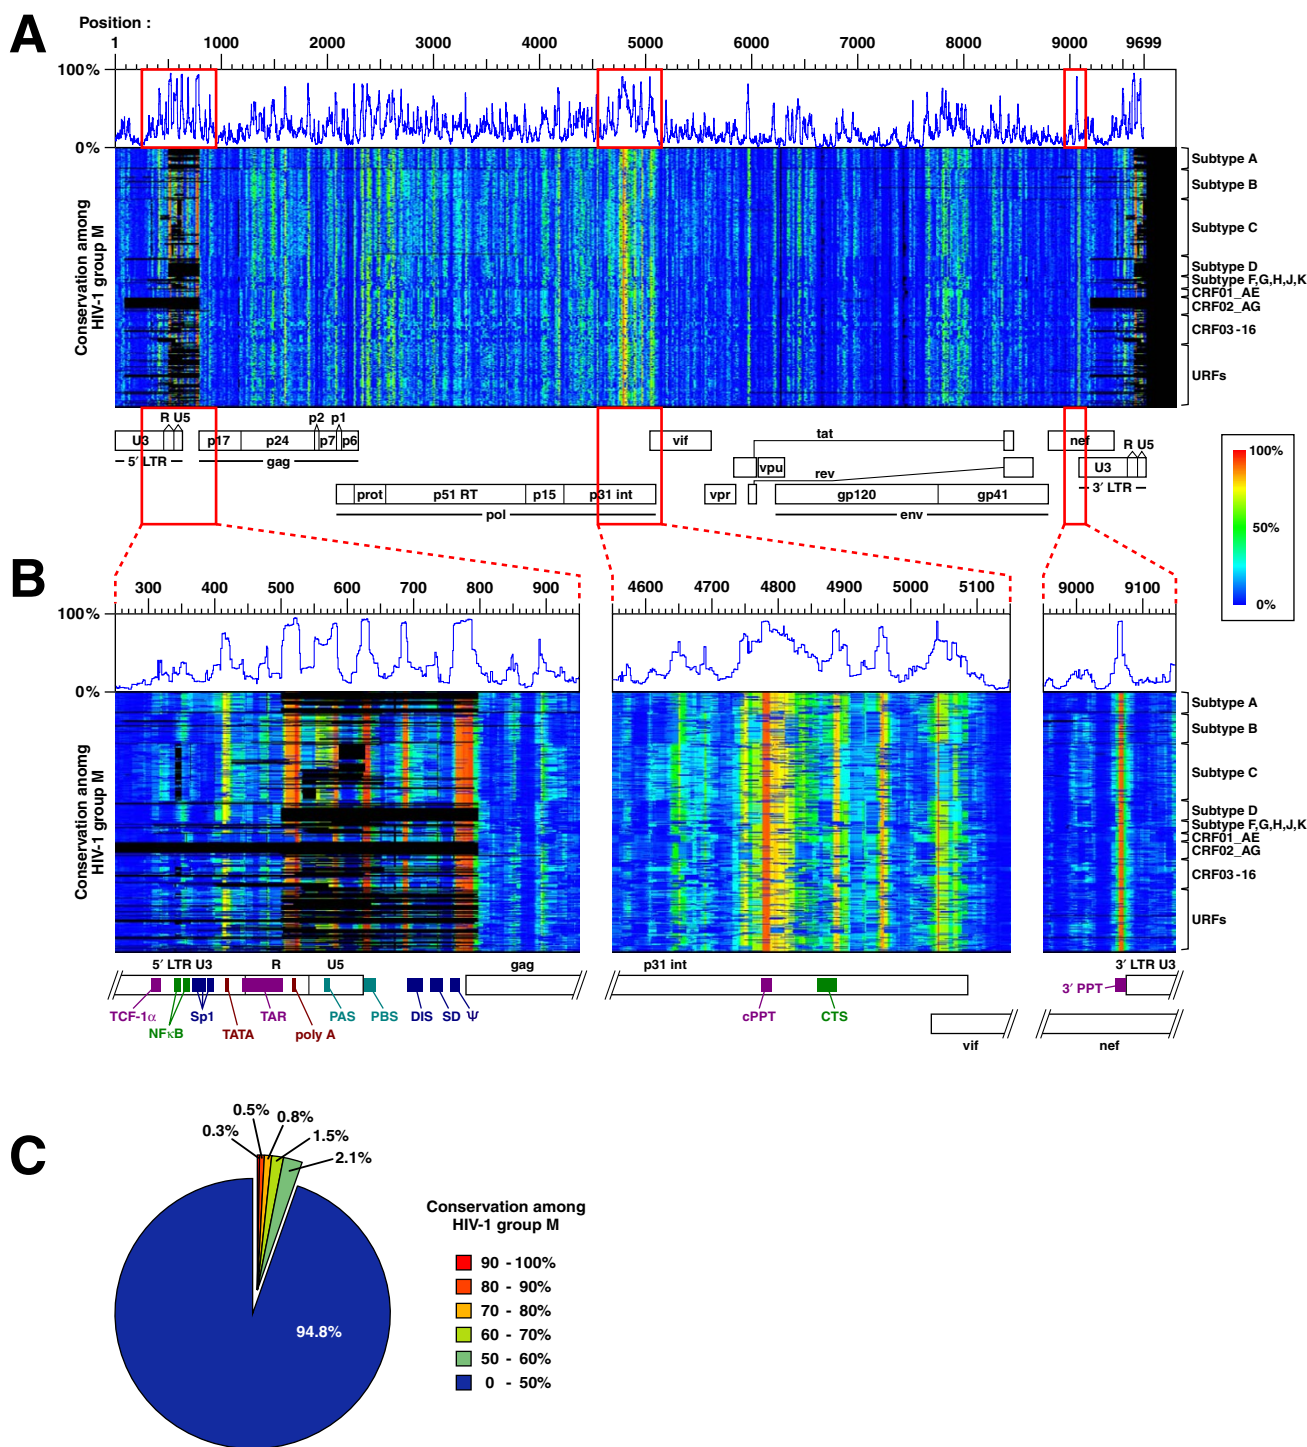 A
Position :
1 1000 2000 3000 4000 5000 6000 7000 8000 9000 9699
100%
0%
Conservation among
HIV-1 group M
Subtype A
Subtype B
Subtype C
Subtype D
Subtype F,G,H,J,K
CRF01_AE
CRF02_AG
CRF03-16
URFs
R U5 p2 p1
U3 p17 p24 p7 p6 vif tat nef R U5
5′ LTR gag vpu rev U3
3′ LTR
prot p51 RT p15 p31 int vpr gp120 gp41
pol env
100%
50%
0%
B
300 400 500 600 700 800 900 4600 4700 4800 4900 5000 5100 9000 9100
100%
0%
Conservation among
HIV-1 group M
Subtype A
Subtype B
Subtype C
Subtype D
Subtype F,G,H,J,K
CRF01_AE
CRF02_AG
CRF03-16
URFs
5′ LTR U3 R U5 gag p31 int 3′ LTR U3
3′ PPT
TCF-1α Sp1 TAR PAS PBS DIS SD Ψ cPPT CTS
NFκB TATA poly A
vif nef
C
0.5% 0.8%
0.3% 1.5%
2.1%
94.8%
Conservation among
HIV-1 group M
90 - 100%
80 - 90%
70 - 80%
60 - 70%
50 - 60%
0 - 50%